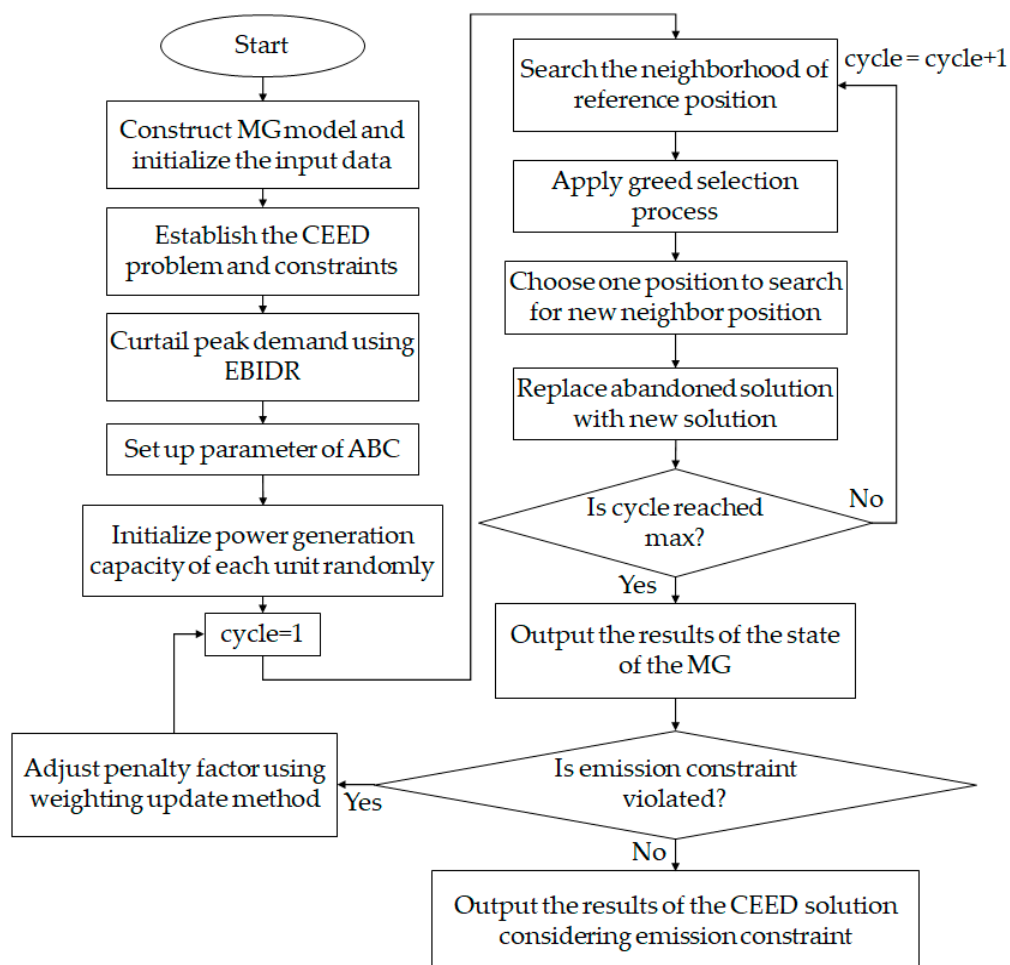 Start
Construct MG model and
initialize the input data
Establish the CEED
problem and constraints
Curtail peak demand using
EBIDR
Set up parameter of ABC
Initialize power generation
capacity of each unit randomly
cycle=1
Adjust penalty factor using
weighting update method
Search the neighborhood of
reference position
cycle = cycle+1
Apply greed selection
process
Choose one position to search
for new neighbor position
Replace abandoned solution
with new solution
Is cycle reached
max?
No
Yes
Output the results of the state
of the MG
Is emission constraint
violated?
Yes
No
Output the results of the CEED solution
considering emission constraint